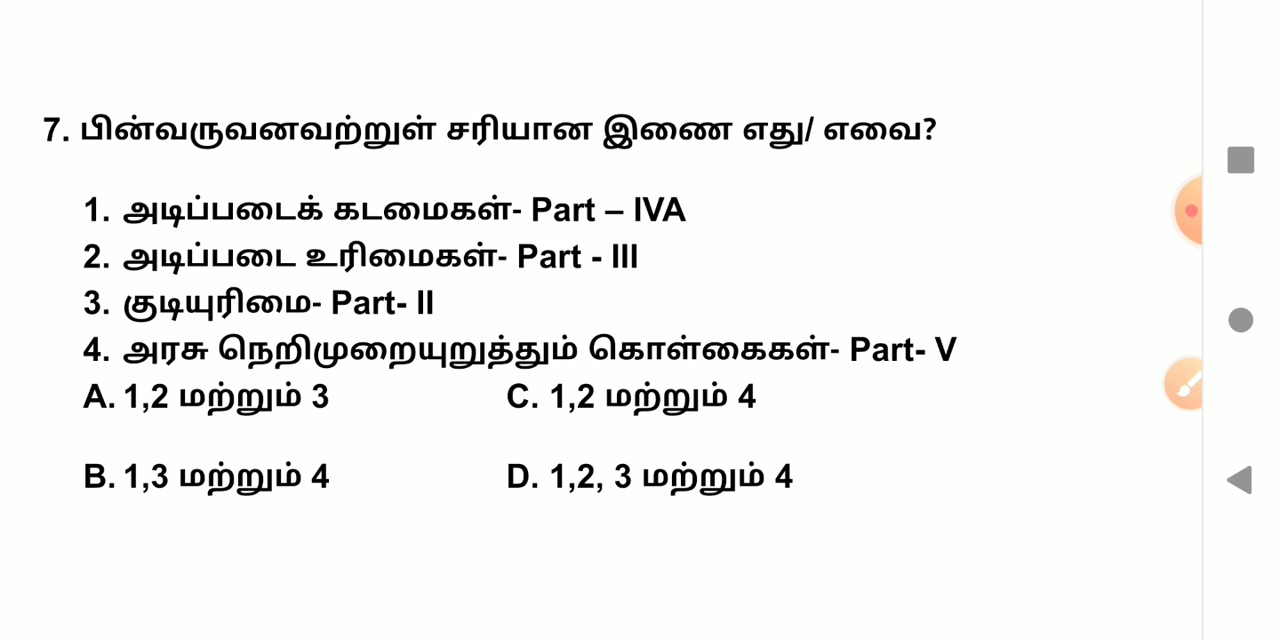 7. பின்வருவனவற்றுள் சரியான இணை எது/ எவை?
1. அடிப்படைக் கடமைகள்- Part – IVA
2. அடிப்படை உரிமைகள்- Part - III
3. குடியுரிமை- Part- II
4. அரசு நெறிமுறையுறுத்தும் கொள்கைகள்- Part- V
A. 1,2 மற்றும் 3 C. 1,2 மற்றும் 4
B. 1,3 மற்றும் 4 D. 1,2, 3 மற்றும் 4